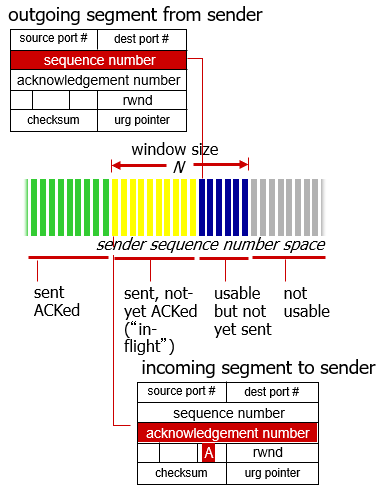 outgoing segment from sender
source port # dest port #
sequence number
acknowledgement number
rwnd
checksum urg pointer
window size
N
sender sequence number space
sent
ACKed
sent, not-
yet ACKed
(“in-
flight”)
usable
but not
yet sent
not
usable
incoming segment to sender
source port # dest port #
sequence number
acknowledgement number
A rwnd
checksum urg pointer